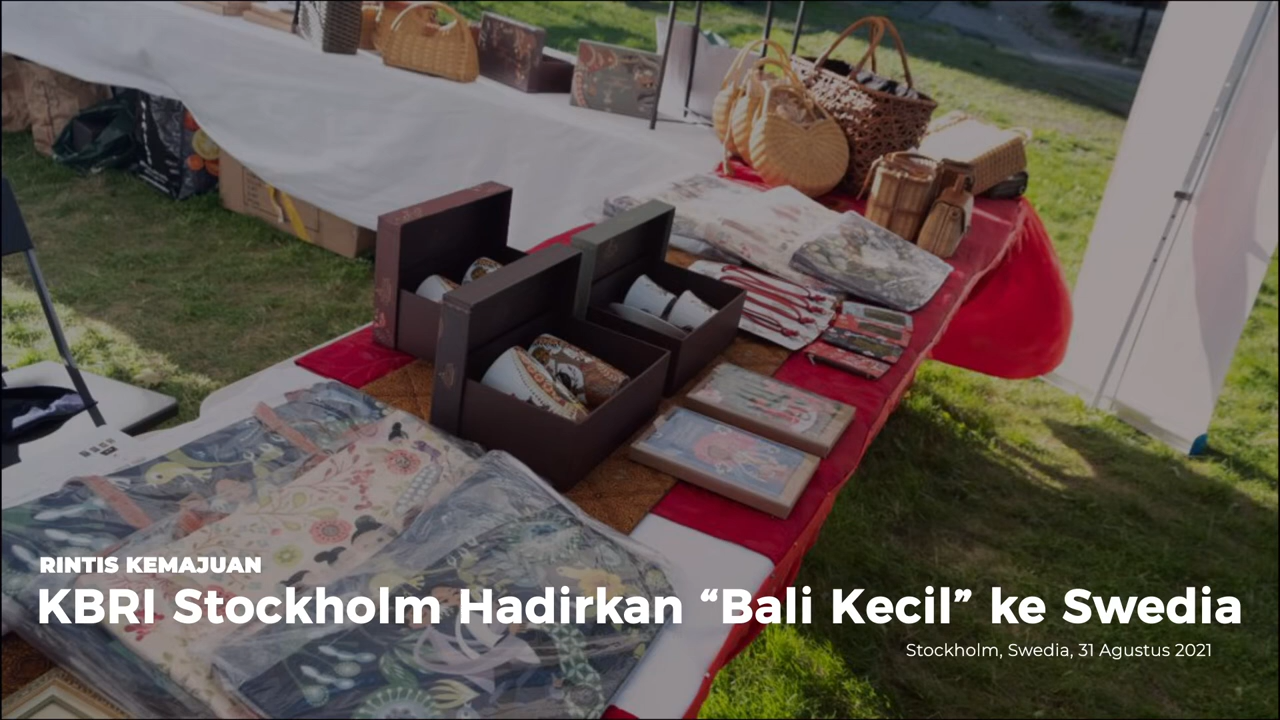 RINTIS KEMAJUAN
KBRI Stockholm Hadirkan “Bali Kecil” ke Swedia
Stockholm, Swedia, 31 Agustus 2021